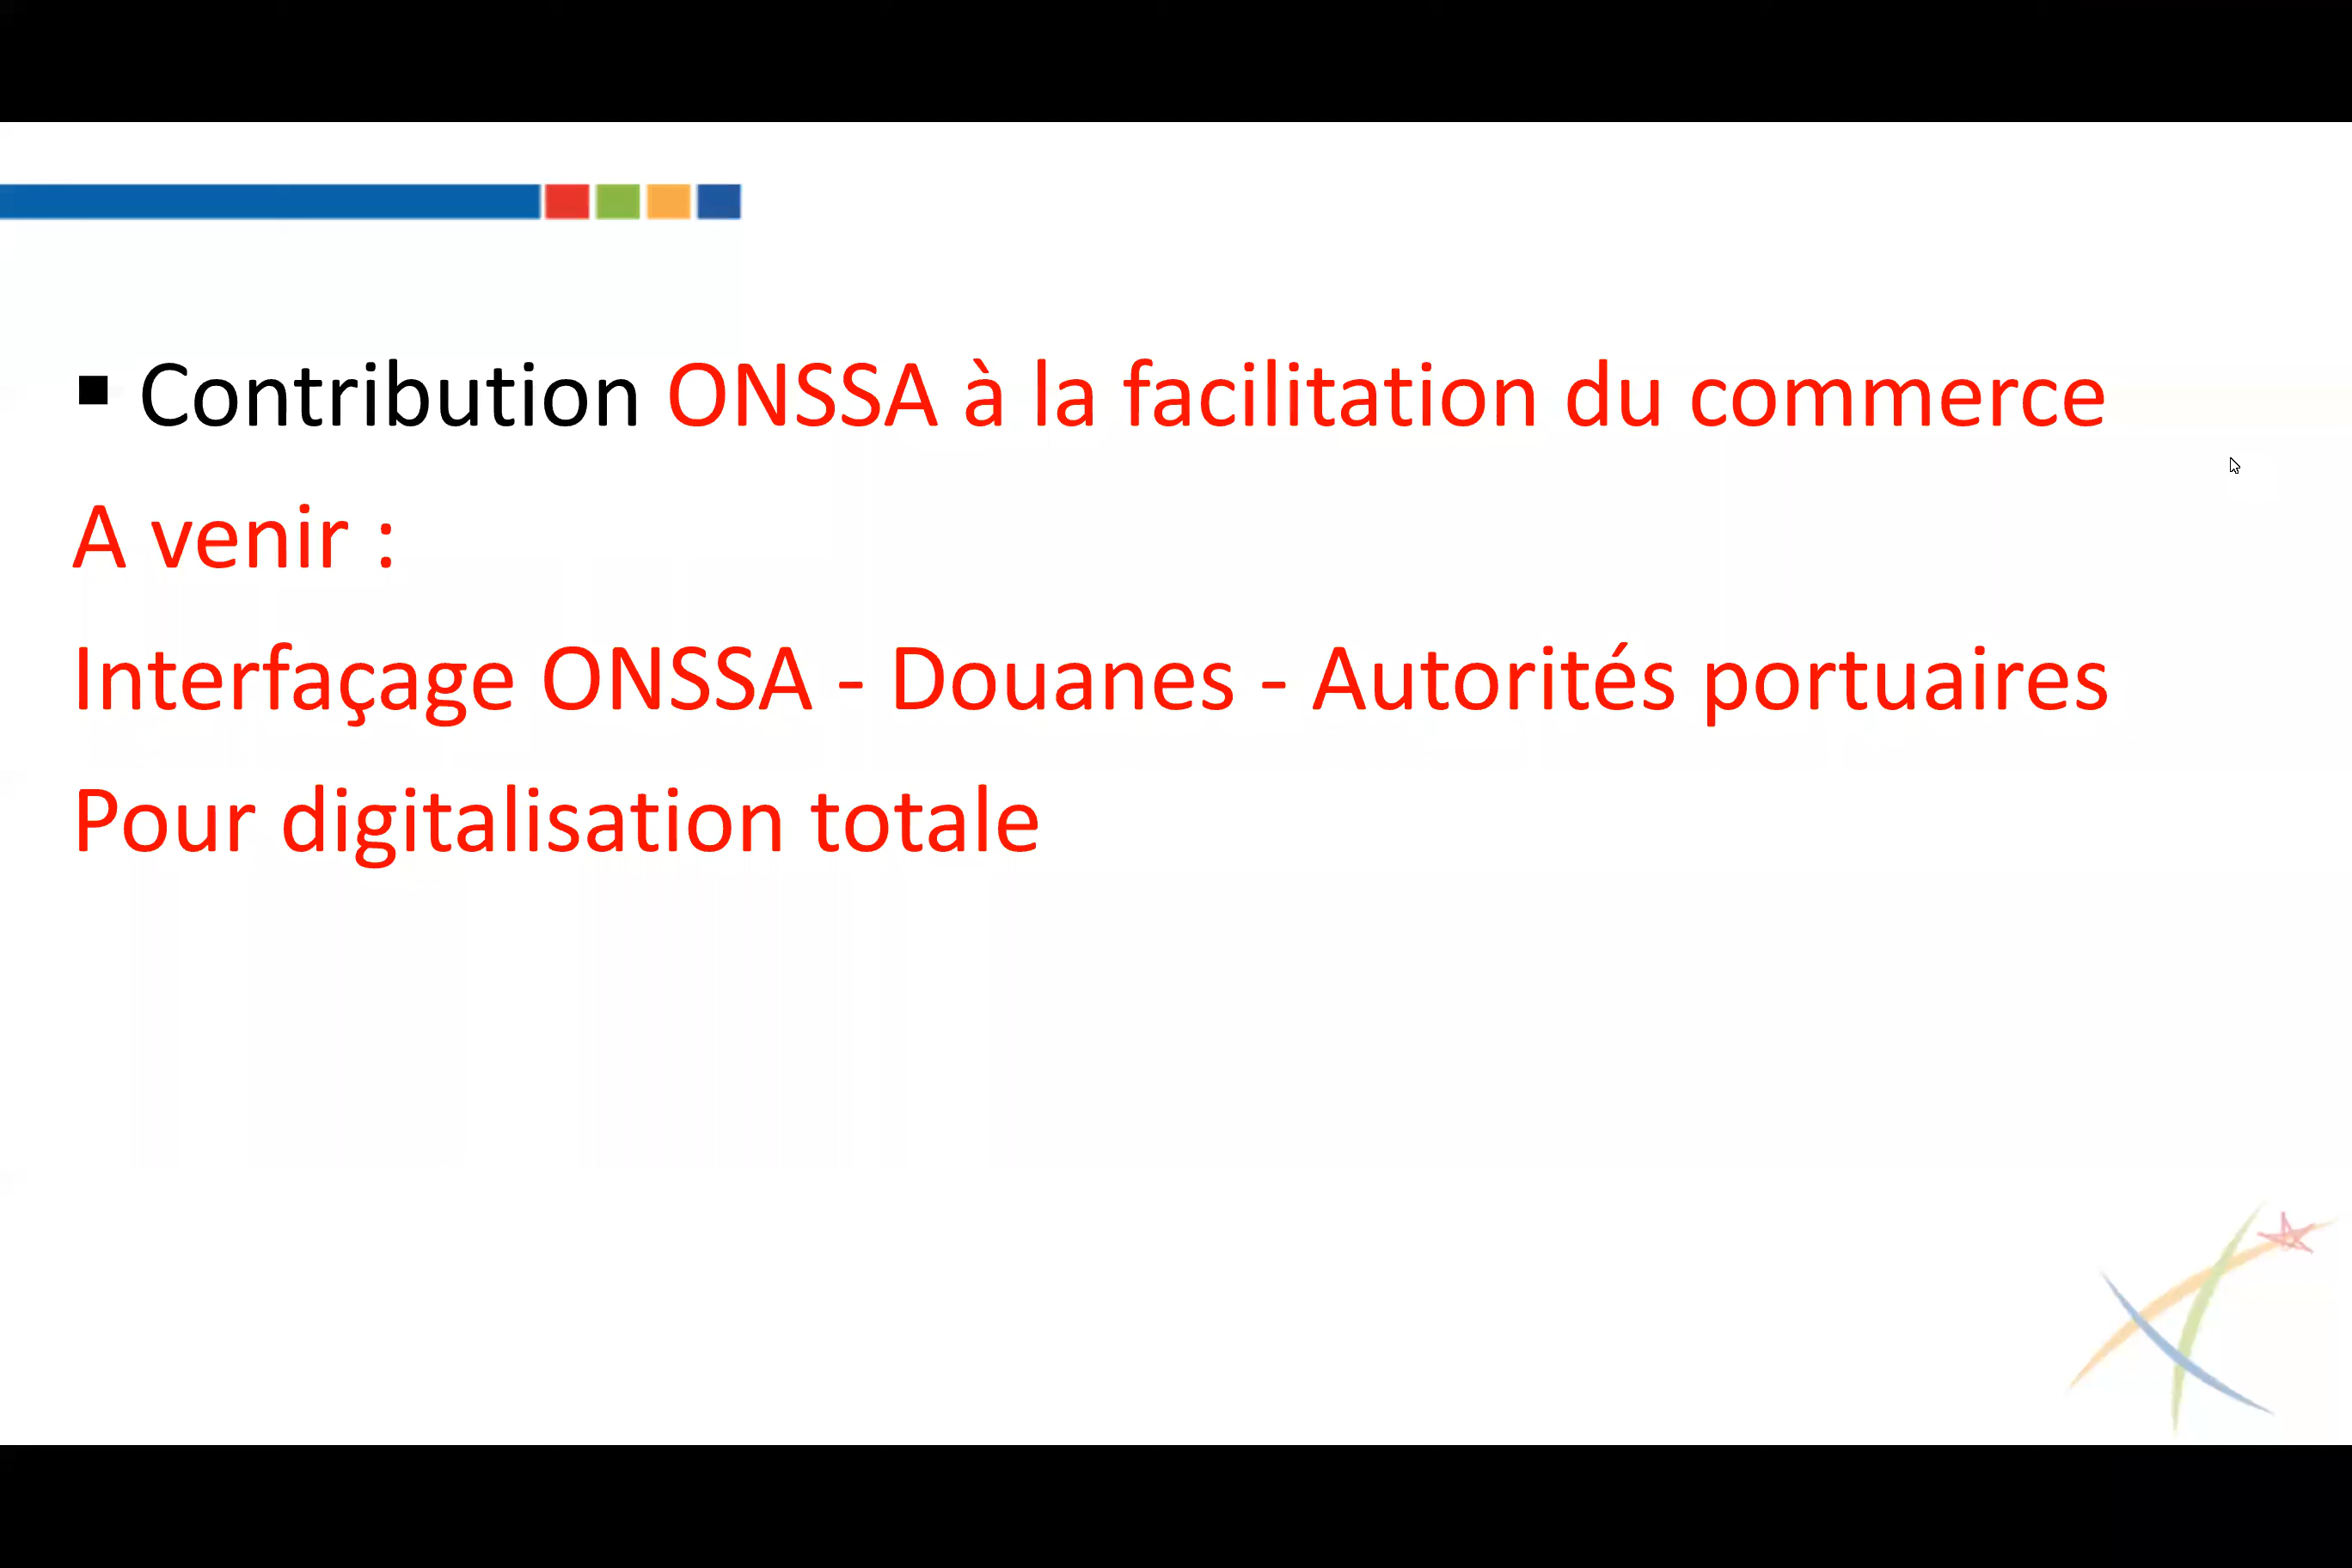 ▪ Contribution ONSSA à la facilitation du commerce
A venir :
Interfaçage ONSSA - Douanes - Autorités portuaires
Pour digitalisation totale